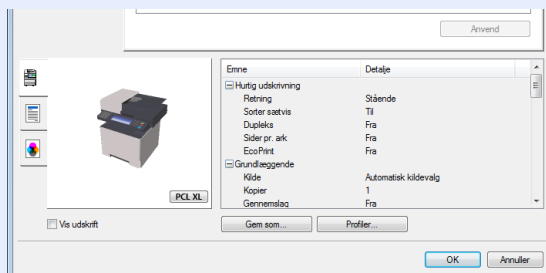 Anvend
Emne Detalje
Hurtig udskrivning
Retning Stående
Sorter sætvis Til
Dupleks Fra
Sider pr. ark Fra
EcoPrint Fra
Grundlæggende
Kilde Automatisk kildevalg
Kopier 1
Gennemslag Fra
PCL XL
Vis udskrift Gem som... Profiler...
OK Annuller